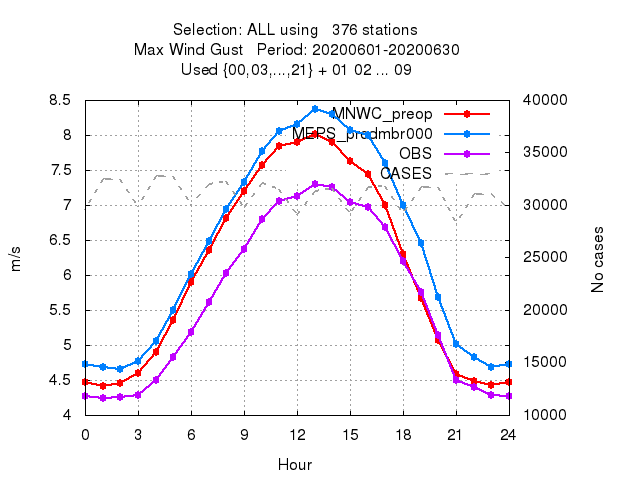 Selection: ALL using   376 stations
Max Wind Gust   Period: 20200601-20200630
Used {00,03,...,21} + 01 02 ... 09
8.5 40000
MNWC_preop
8 MEPS_prodmbr000
35000
7.5 OBS
CASES
7 30000
6.5
25000
6
5.5 20000
5
15000
4.5
4 10000
m/s
No cases
0 3 6 9 12 15 18 21 24
Hour